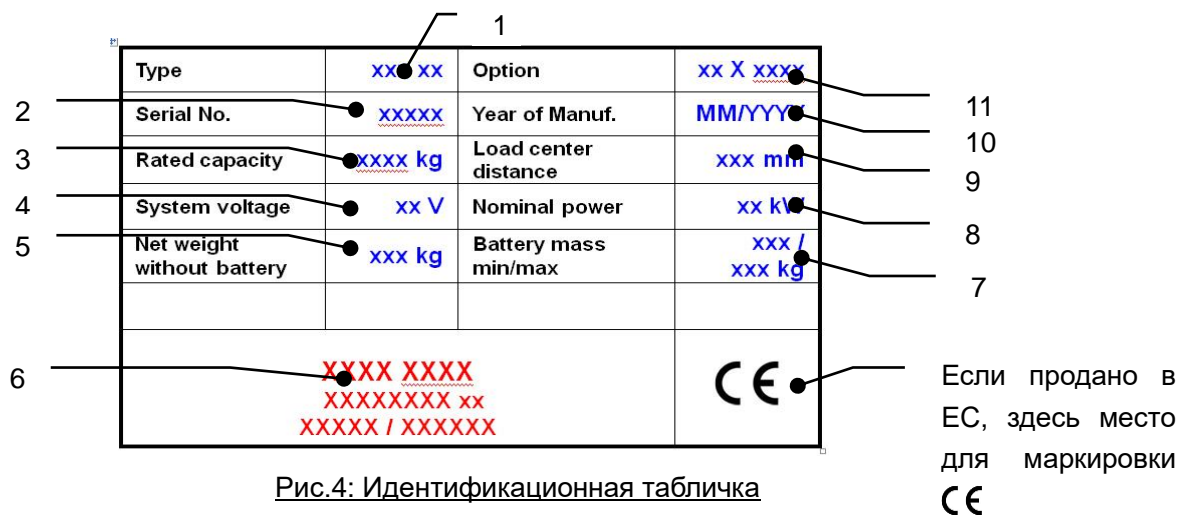 1
Type xxx xx Option xx X xxxx
11
2
Serial No. xxxxx Year of Manuf. MM/YYYY
10
3
Rated capacity xxxx kg Load center distance xxx mm
9
4
System voltage xx V Nominal power xx kW
8
5
Net weight without battery xxx kg Battery mass min/max xxx / xxx kg
7
6
XXXX XXXX
XXXXXXXX xx
XXXXX / XXXXXX
CE
Если продано в
ЕС, здесь место
для маркировки
CE
Рис.4: Идентификационная табличка